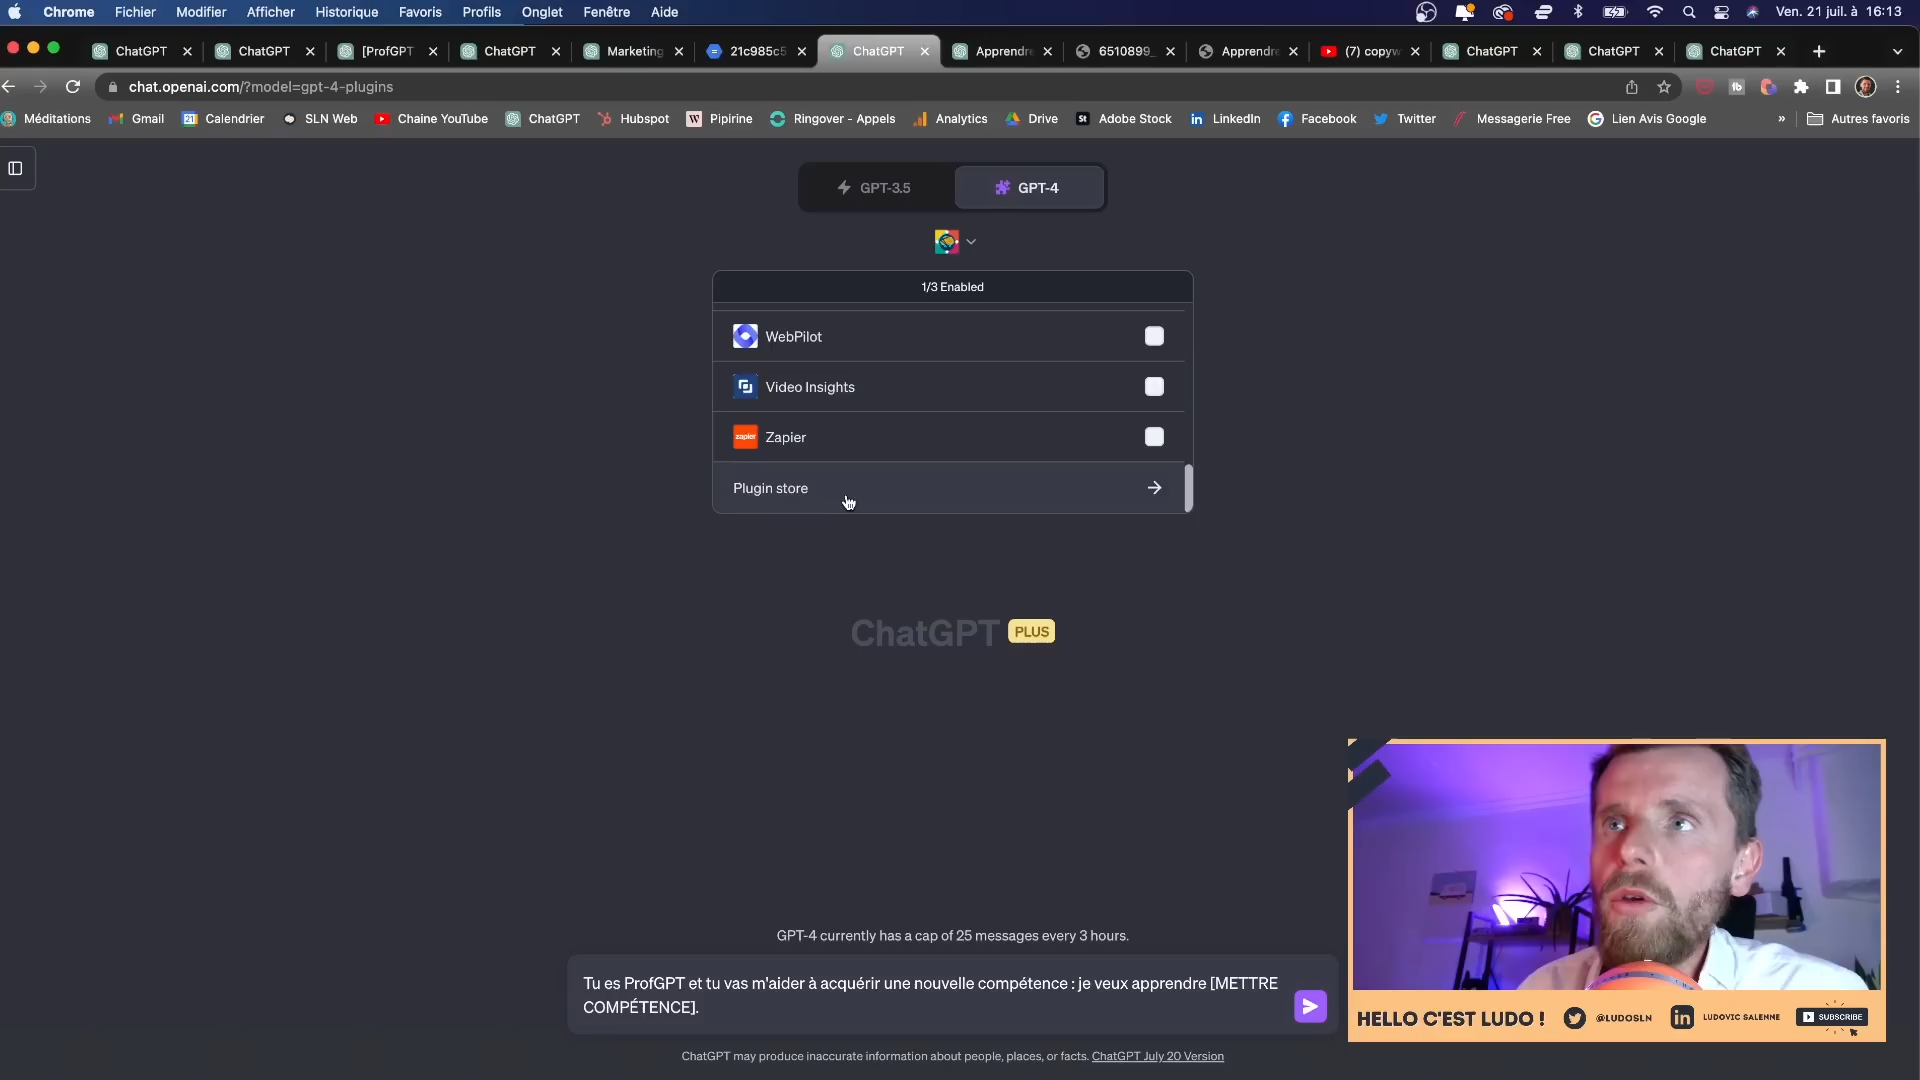 Chrome Fichier Modifier Afficher Historique Favoris Profils Onglet Fenêtre Aide Ven. 21 juil. à 16:13
ChatGPT ChatGPT [ProfGPT ChatGPT Marketing 21c985c5 ChatGPT Apprendre 6510899_ Apprendre (7) copyw ChatGPT ChatGPT ChatGPT
chat.openai.com/?model=gpt-4-plugins
Méditations Gmail Calendrier SLN Web Chaine YouTube ChatGPT Hubspot Pipirine Ringover - Appels Analytics Drive Adobe Stock LinkedIn Facebook Twitter Messagerie Free Lien Avis Google » Autres favoris
GPT-3.5 GPT-4
1/3 Enabled
WebPilot
Video Insights
zapier Zapier
Plugin store
ChatGPT PLUS
GPT-4 currently has a cap of 25 messages every 3 hours.
Tu es ProfGPT et tu vas m'aider à acquérir une nouvelle compétence : je veux apprendre [METTRE
COMPÉTENCE].
ChatGPT may produce inaccurate information about people, places, or facts. ChatGPT July 20 Version
HELLO C'EST LUDO ! @LUDOSLN LUDOVIC SALENNE SUBSCRIBE